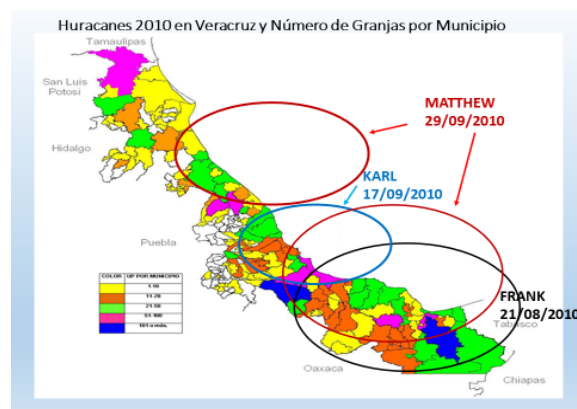 Huracanes 2010 en Veracruz y Número de Granjas por Municipio
Tamaulipas
San Luis
Potosi
Hidalgo
MATTHEW
29/09/2010
KARL
17/09/2010
Puebla
COLOR UP POR MUNICIPIO
1-10
11-20
21-50
51-100
101 o más.
FRANK
21/08/2010
Tabasco
Oaxaca
Chiapas